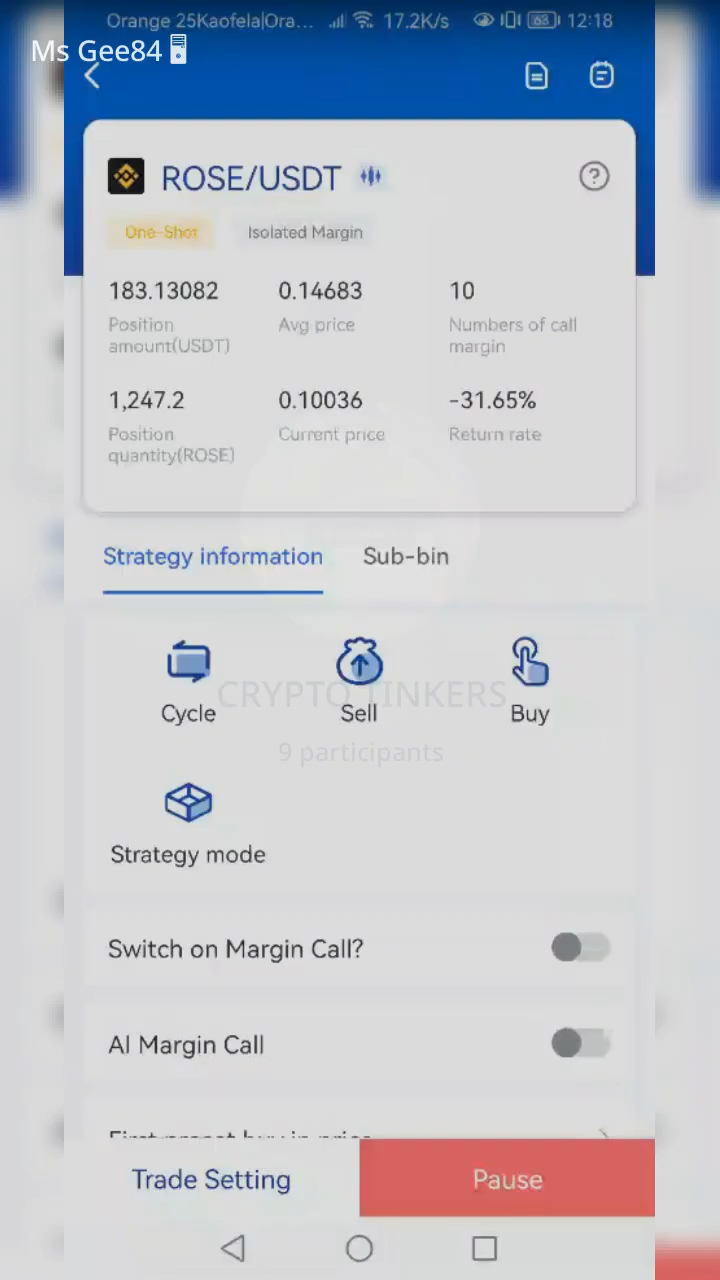 Orange 25Kaofela|Ora... 17.2K/s 63 12:18
Ms Gee84
ROSE/USDT
One-Shot Isolated Margin
183.13082 0.14683 10
Position amount(USDT) Avg price Numbers of call margin
1,247.2 0.10036 -31.65%
Position quantity(ROSE) Current price Return rate
Strategy information Sub-bin
CRYPTO TINKERS
Cycle Sell Buy
9 participants
Strategy mode
Switch on Margin Call?
AI Margin Call
Trade Setting Pause